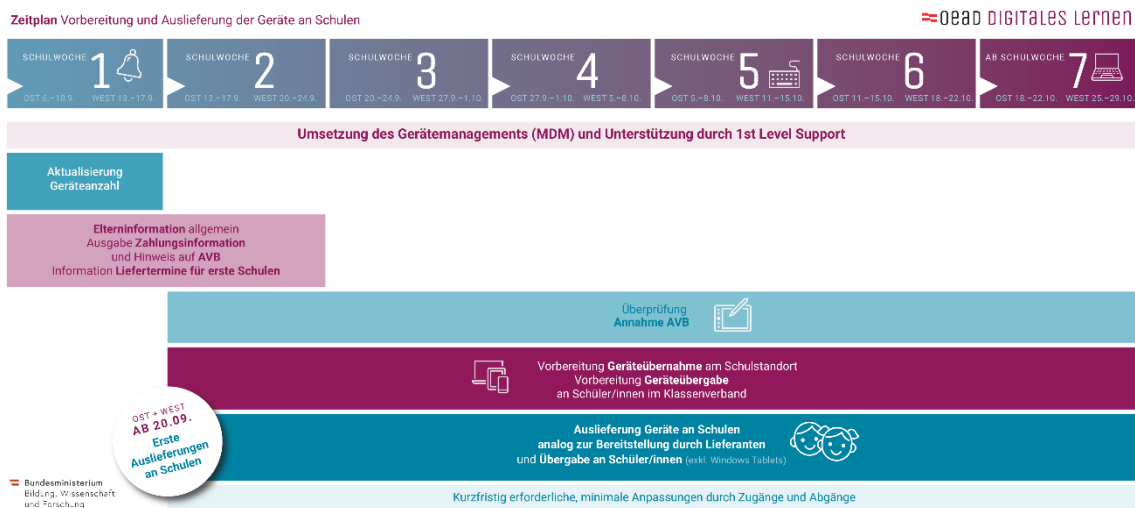 Zeitplan Vorbereitung und Auslieferung der Geräte an Schulen
OeaD DIGITALES LERNEN
SCHULWOCHE 1
OST 6.–10.9. WEST 13.–17.9.
SCHULWOCHE 2
OST 13.–17.9. WEST 20.–24.9.
SCHULWOCHE 3
OST 20.–24.9. WEST 27.9.–1.10.
SCHULWOCHE 4
OST 27.9.–1.10. WEST 5.–8.10.
SCHULWOCHE 5
OST 5.–8.10. WEST 11.–15.10.
SCHULWOCHE 6
OST 11.–15.10. WEST 18.–22.10.
AB SCHULWOCHE 7
OST 18.–22.10. WEST 25.–29.10.
Umsetzung des Gerätemanagements (MDM) und Unterstützung durch 1st Level Support
Aktualisierung
Geräteanzahl
Elterninformation allgemein
Ausgabe Zahlungsinformation
und Hinweis auf AVB
Information Liefertermine für erste Schulen
Überprüfung
Annahme AVB
Vorbereitung Geräteübernahme am Schulstandort
Vorbereitung Geräteübergabe
an Schüler/innen im Klassenverband
OST + WEST
AB 20.09.
Erste
Auslieferungen
an Schulen
Auslieferung Geräte an Schulen
analog zur Bereitstellung durch Lieferanten
und Übergabe an Schüler/innen (exkl. Windows Tablets)
Bundesministerium
Bildung, Wissenschaft
und Forschung
Kurzfristig erforderliche, minimale Anpassungen durch Zugänge und Abgänge